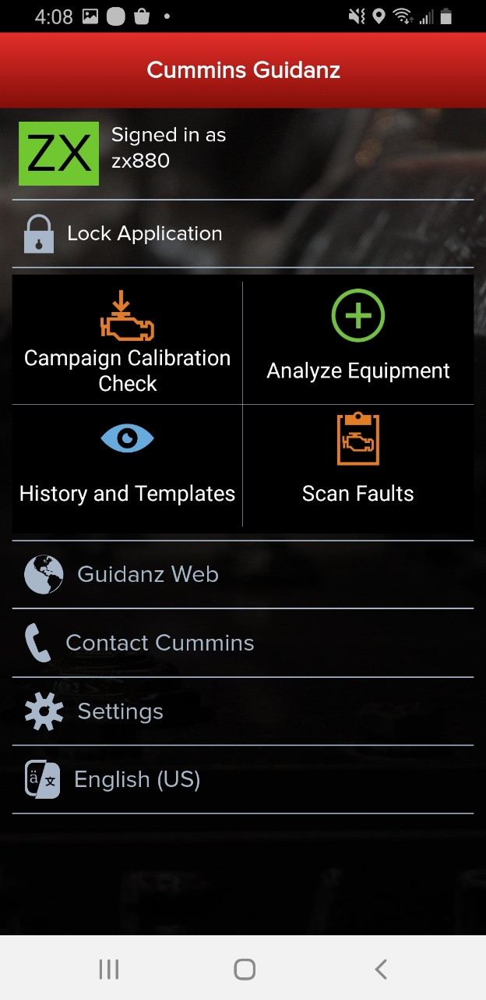 4:08
Cummins Guidanz
ZX
Signed in as
zx880
Lock Application
Campaign Calibration
Check
Analyze Equipment
History and Templates
Scan Faults
Guidanz Web
Contact Cummins
Settings
ä 文
English (US)